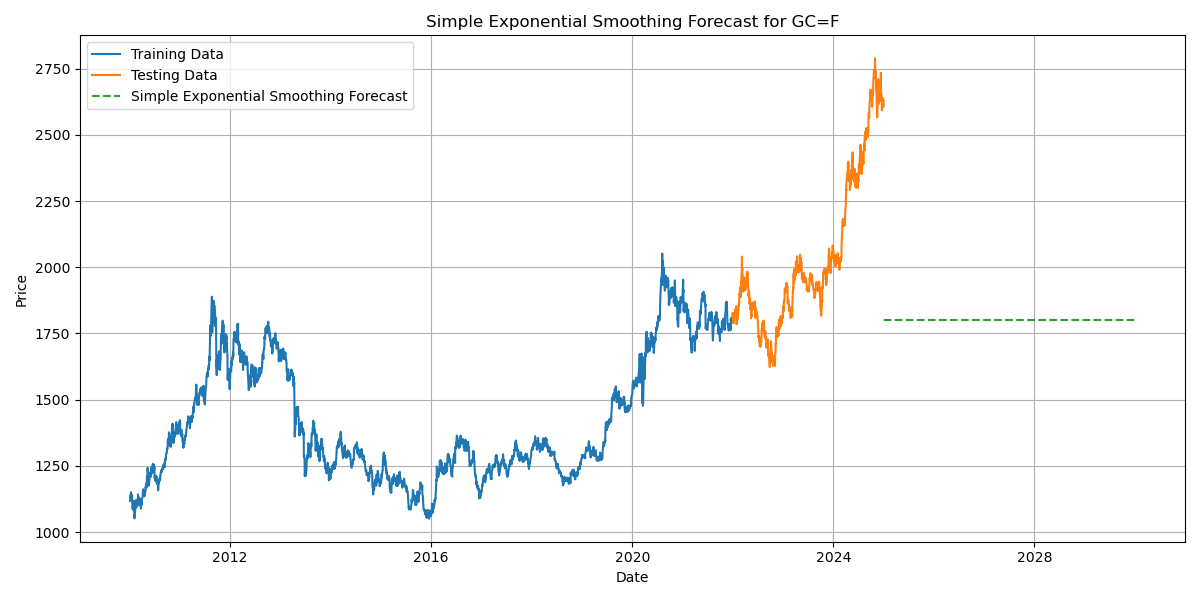 Simple Exponential Smoothing Forecast for GC=F
Training Data
Testing Data
Simple Exponential Smoothing Forecast
2750
2500
2250
2000
1750
1500
1250
1000
Price
2012 2016 2020 2024 2028
Date